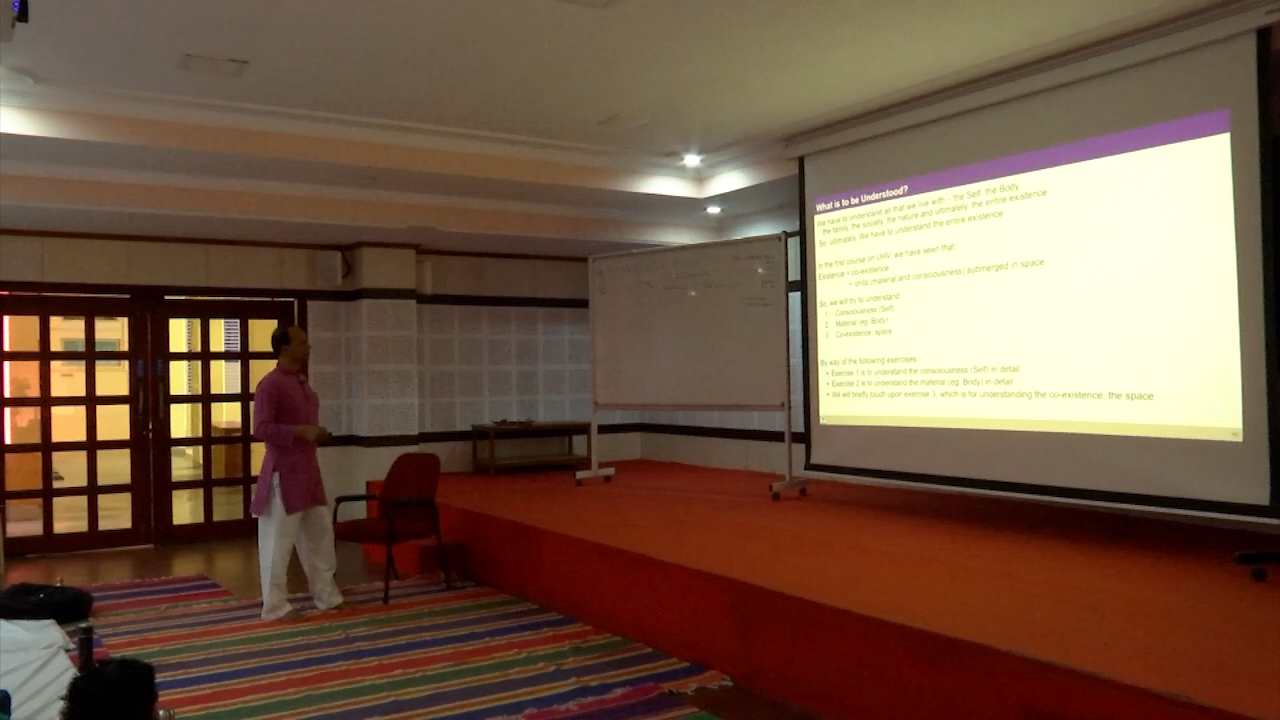 What is to be Understood?
We have to understand all that we live with - the Self, the Body,
the family, the society, the nature and ultimately, the entire existence
So, ultimately, We have to understand the entire existence
In the first course on UHV, we have seen that
Existence = co-existence
= units (material and consciousness) submerged in space
So, we will try to understand
1. Consciousness (Self)
2. Material (eg. Body)
3. Co-existence, space
By way of the following exercises:
• Exercise 1 is to understand the consciousness (Self) in detail
• Exercise 2 is to understand the material (eg. Body) in detail
• We will briefly touch upon exercise 3, which is for understanding the co-existence, the space